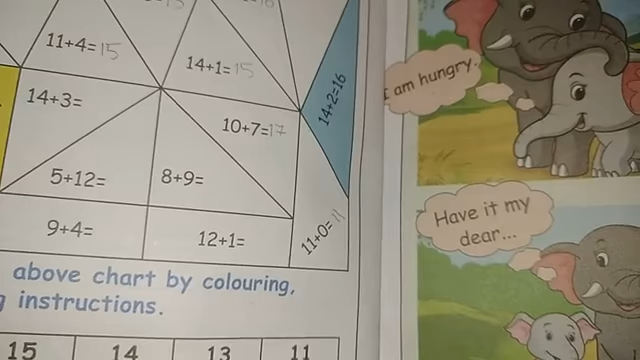 11+4=15
14+1=15
14+2=16
14+3=
10+7=17
5+12=
8+9=
9+4=
12+1=
11+0=11
above chart by colouring,
instructions.
15 14 13 11
I am hungry.
Have it my
dear...